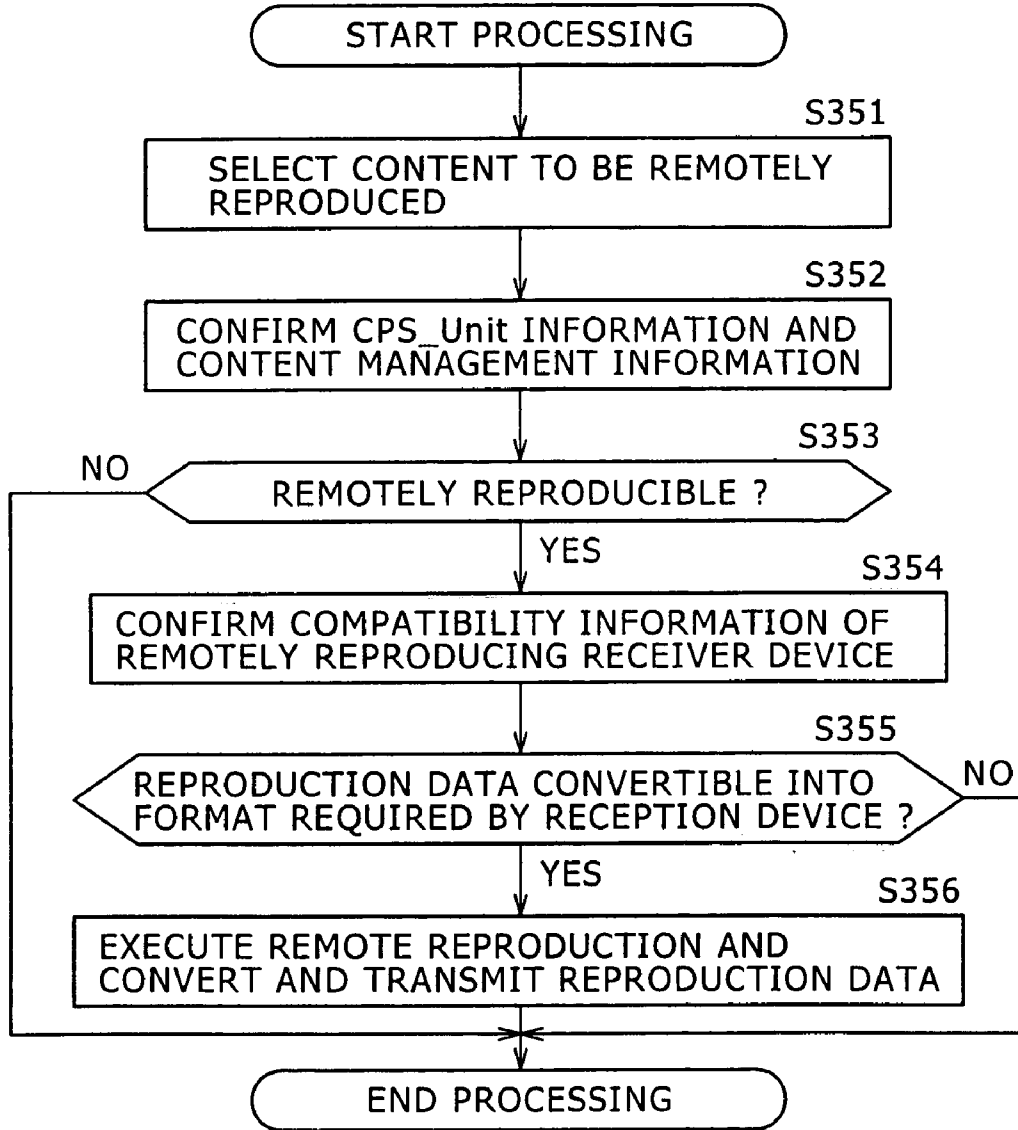 START PROCESSING
S351
SELECT CONTENT TO BE REMOTELY
REPRODUCED
S352
CONFIRM CPS_Unit INFORMATION AND
CONTENT MANAGEMENT INFORMATION
S353
NO
REMOTELY REPRODUCIBLE ?
YES
S354
CONFIRM COMPATIBILITY INFORMATION OF
REMOTELY REPRODUCING RECEIVER DEVICE
S355
REPRODUCTION DATA CONVERTIBLE INTO
FORMAT REQUIRED BY RECEPTION DEVICE ?
NO
YES
S356
EXECUTE REMOTE REPRODUCTION AND
CONVERT AND TRANSMIT REPRODUCTION DATA
END PROCESSING